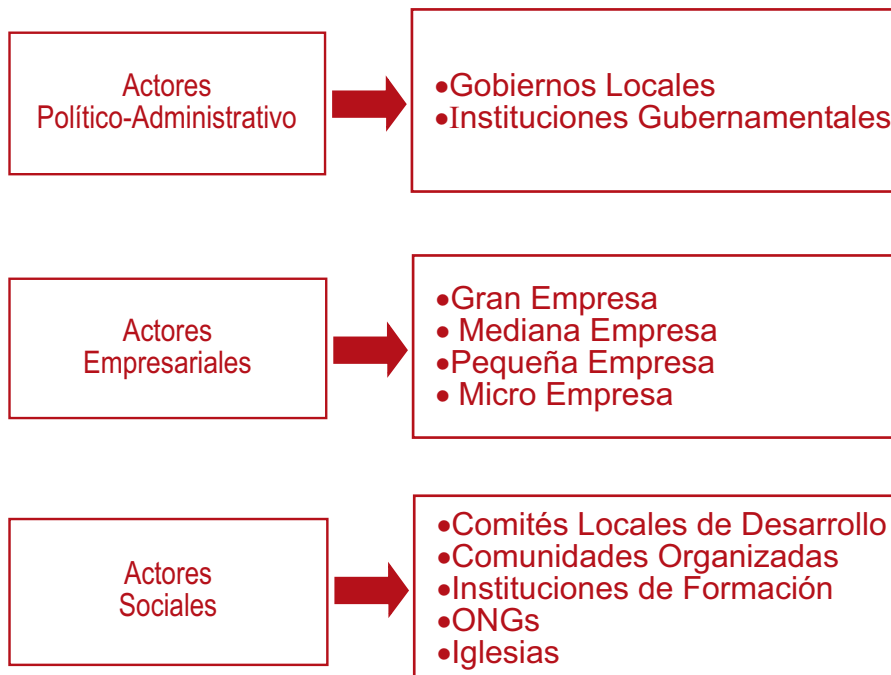 Actores
Político-Administrativo
•Gobiernos Locales
•Instituciones Gubernamentales
Actores
Empresariales
•Gran Empresa
• Mediana Empresa
•Pequeña Empresa
• Micro Empresa
Actores
Sociales
•Comités Locales de Desarrollo
•Comunidades Organizadas
•Instituciones de Formación
•ONGs
•Iglesias